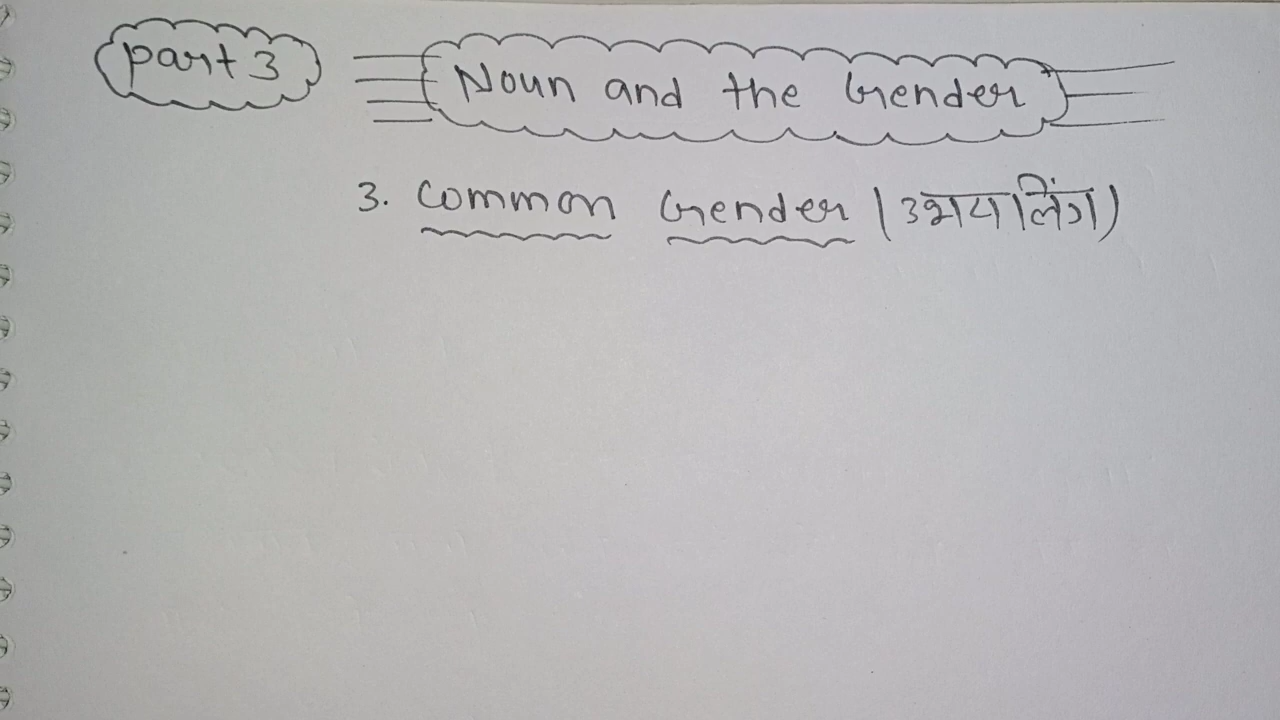 part 3
Noun and the Gender
3. Common Gender (उभयलिंग)